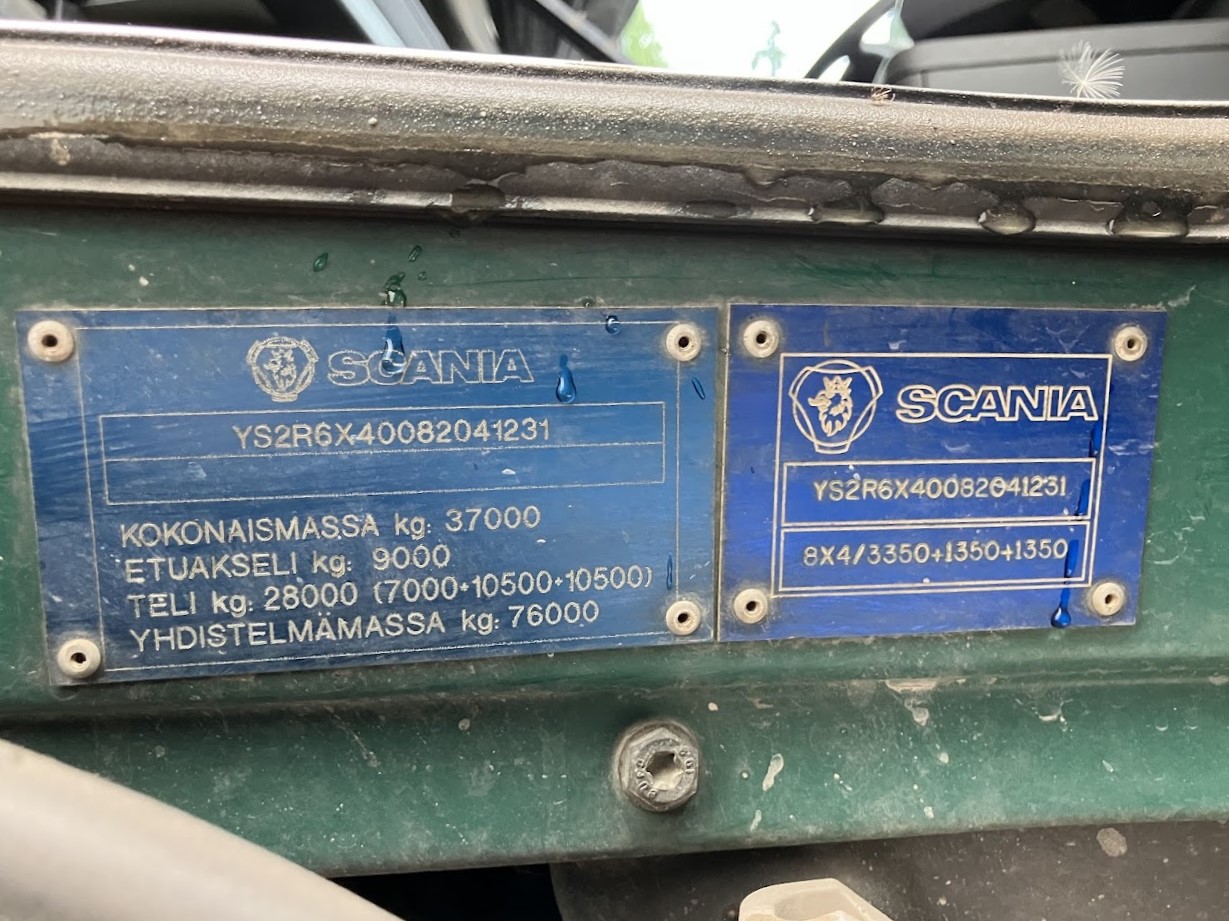 SCANIA
YS2R6X40082041231
KOKONAISMASSA kg: 37000
ETUAKSELI kg: 9000
TELI kg: 28000 (7000+10500+10500)
YHDISTELMÄMASSA kg: 76000
SCANIA
YS2R6X40082041231
8X4/3350+1350+1350